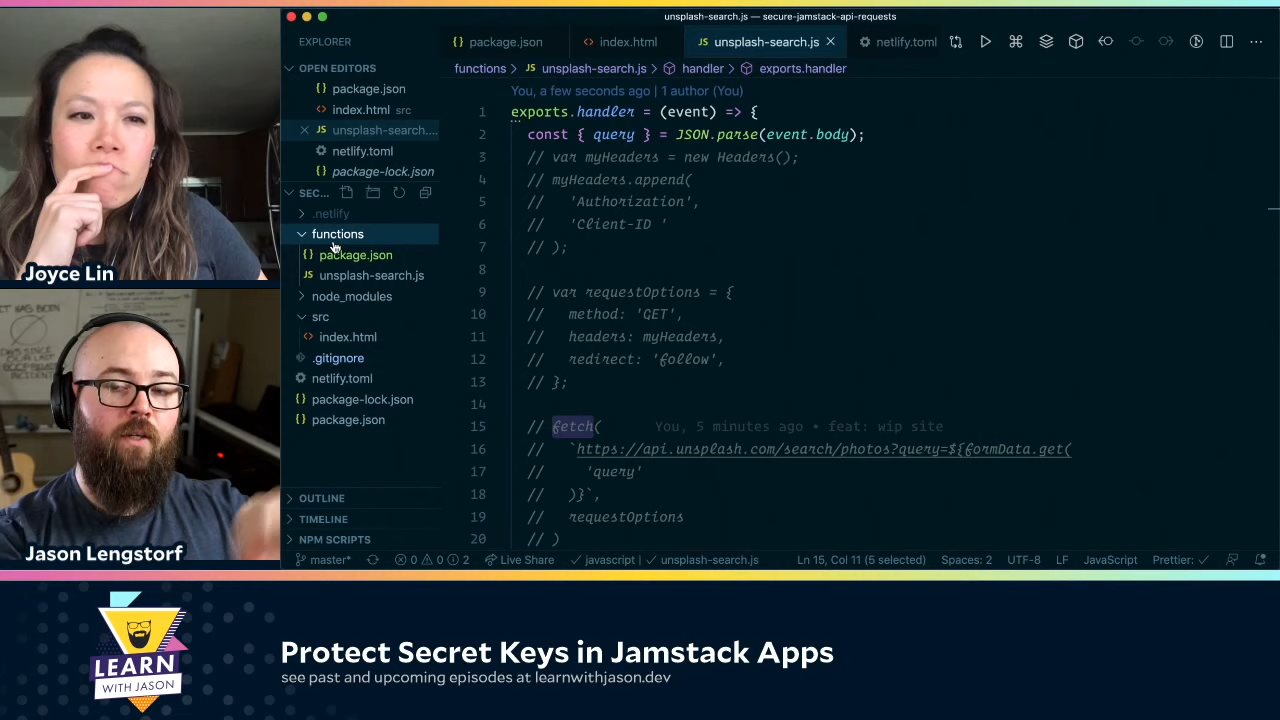 unsplash-search.js — secure-jamstack-api-requests
EXPLORER
package.json
index.html
unsplash-search.js
netlify.toml
OPEN EDITORS
package.json
index.html src
unsplash-search....
netlify.toml
package-lock.json
SEC...
.netlify
functions
package.json
unsplash-search.js
node_modules
src
index.html
.gitignore
netlify.toml
package-lock.json
package.json
OUTLINE
TIMELINE
NPM SCRIPTS
functions > JS unsplash-search.js > handler > exports.handler
You, a few seconds ago | 1 author (You)
1 exports.handler = (event) => {
2 const { query } = JSON.parse(event.body);
3 // var myHeaders = new Headers();
4 // myHeaders.append(
5 // 'Authorization',
6 // 'Client-ID '
7 // );
8
9 // var requestOptions = {
10 // method: 'GET',
11 // headers: myHeaders,
12 // redirect: 'follow',
13 // };
14
15 // fetch( You, 5 minutes ago • feat: wip site
16 // `https://api.unsplash.com/search/photos?query=${formData.get(
17 // 'query'
18 // )}`,
19 // requestOptions
20 // )
master* 0 0 2 Live Share javascript | unsplash-search.js Ln 15, Col 11 (5 selected) Spaces: 2 UTF-8 LF JavaScript Prettier: ✓
Joyce Lin
Jason Lengstorf
LEARN
WITH JASON
Protect Secret Keys in Jamstack Apps
see past and upcoming episodes at learnwithjason.dev